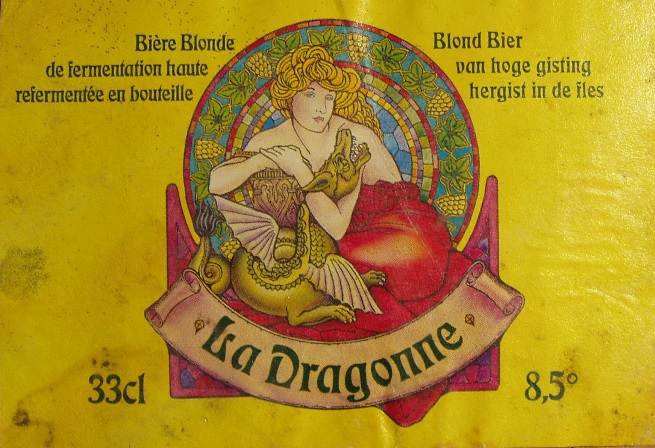 Bière Blonde
de fermentation haute
refermentée en bouteille
Blond Bier
van hoge gisting
hergist in de fles
La Dragonne
33cl
8,5°